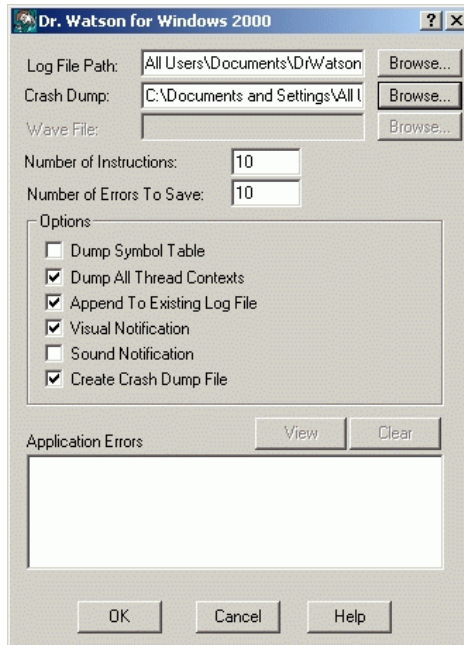 Dr. Watson for Windows 2000
Log File Path: All Users\Documents\DrWatson Browse...
Crash Dump: C:\Documents and Settings\All U Browse...
Wave File: Browse...
Number of Instructions: 10
Number of Errors To Save: 10
Options
Dump Symbol Table
Dump All Thread Contexts
Append To Existing Log File
Visual Notification
Sound Notification
Create Crash Dump File
Application Errors View Clear
OK Cancel Help